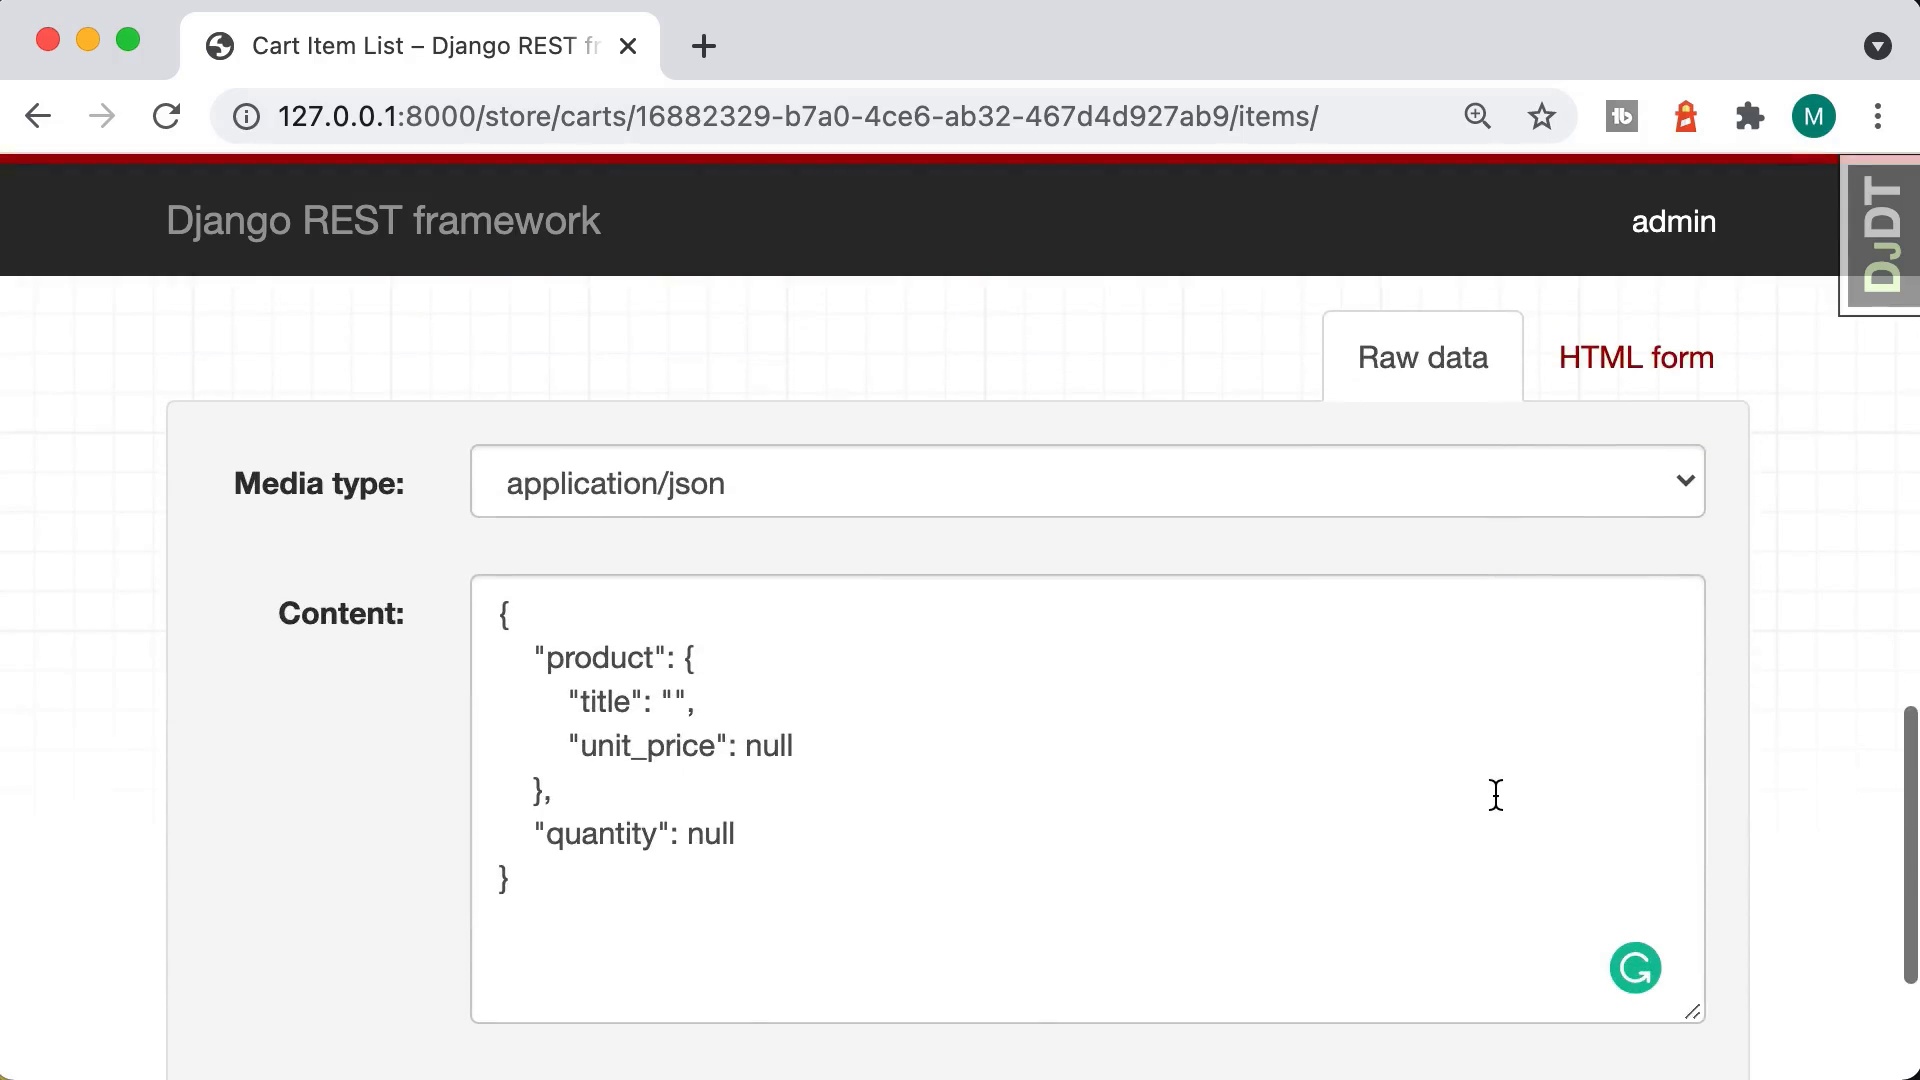 Cart Item List – Django REST fr
127.0.0.1:8000/store/carts/16882329-b7a0-4ce6-ab32-467d4d927ab9/items/
M
Django REST framework
admin
DJDT
Raw data
HTML form
Media type:
application/json
Content:
{
"product": {
"title": "",
"unit_price": null
},
"quantity": null
}